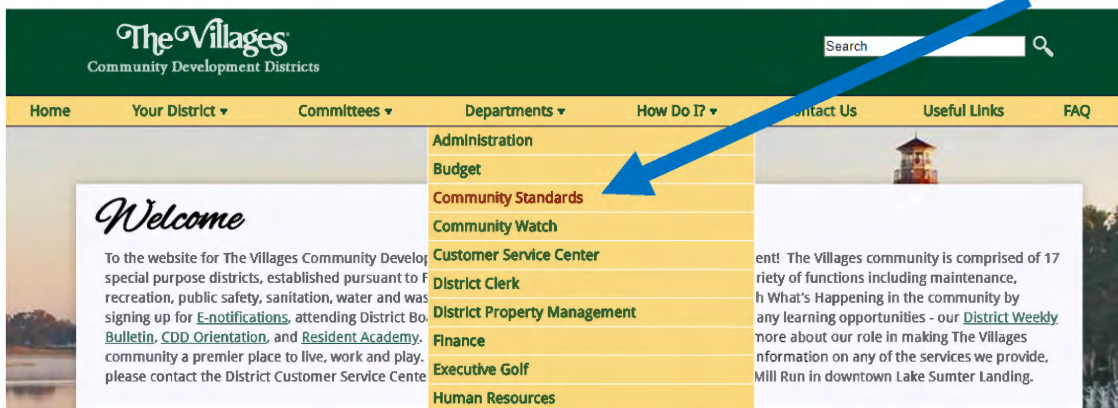 The Villages
Community Development Districts
Search
Home Your District Committees Departments How Do I? ntact Us Useful Links FAQ
Administration
Budget
Community Standards
Community Watch
Customer Service Center
District Clerk
District Property Management
Finance
Executive Golf
Human Resources
Welcome
To the website for The Villages Community Develop ent! The Villages community is comprised of 17
special purpose districts, established pursuant to F riety of functions including maintenance,
recreation, public safety, sanitation, water and was h What's Happening in the community by
signing up for E-notifications, attending District Bo any learning opportunities - our District Weekly
Bulletin, CDD Orientation, and Resident Academy. more about our role in making The Villages
community a premier place to live, work and play. nformation on any of the services we provide,
please contact the District Customer Service Cente Mill Run in downtown Lake Sumter Landing.